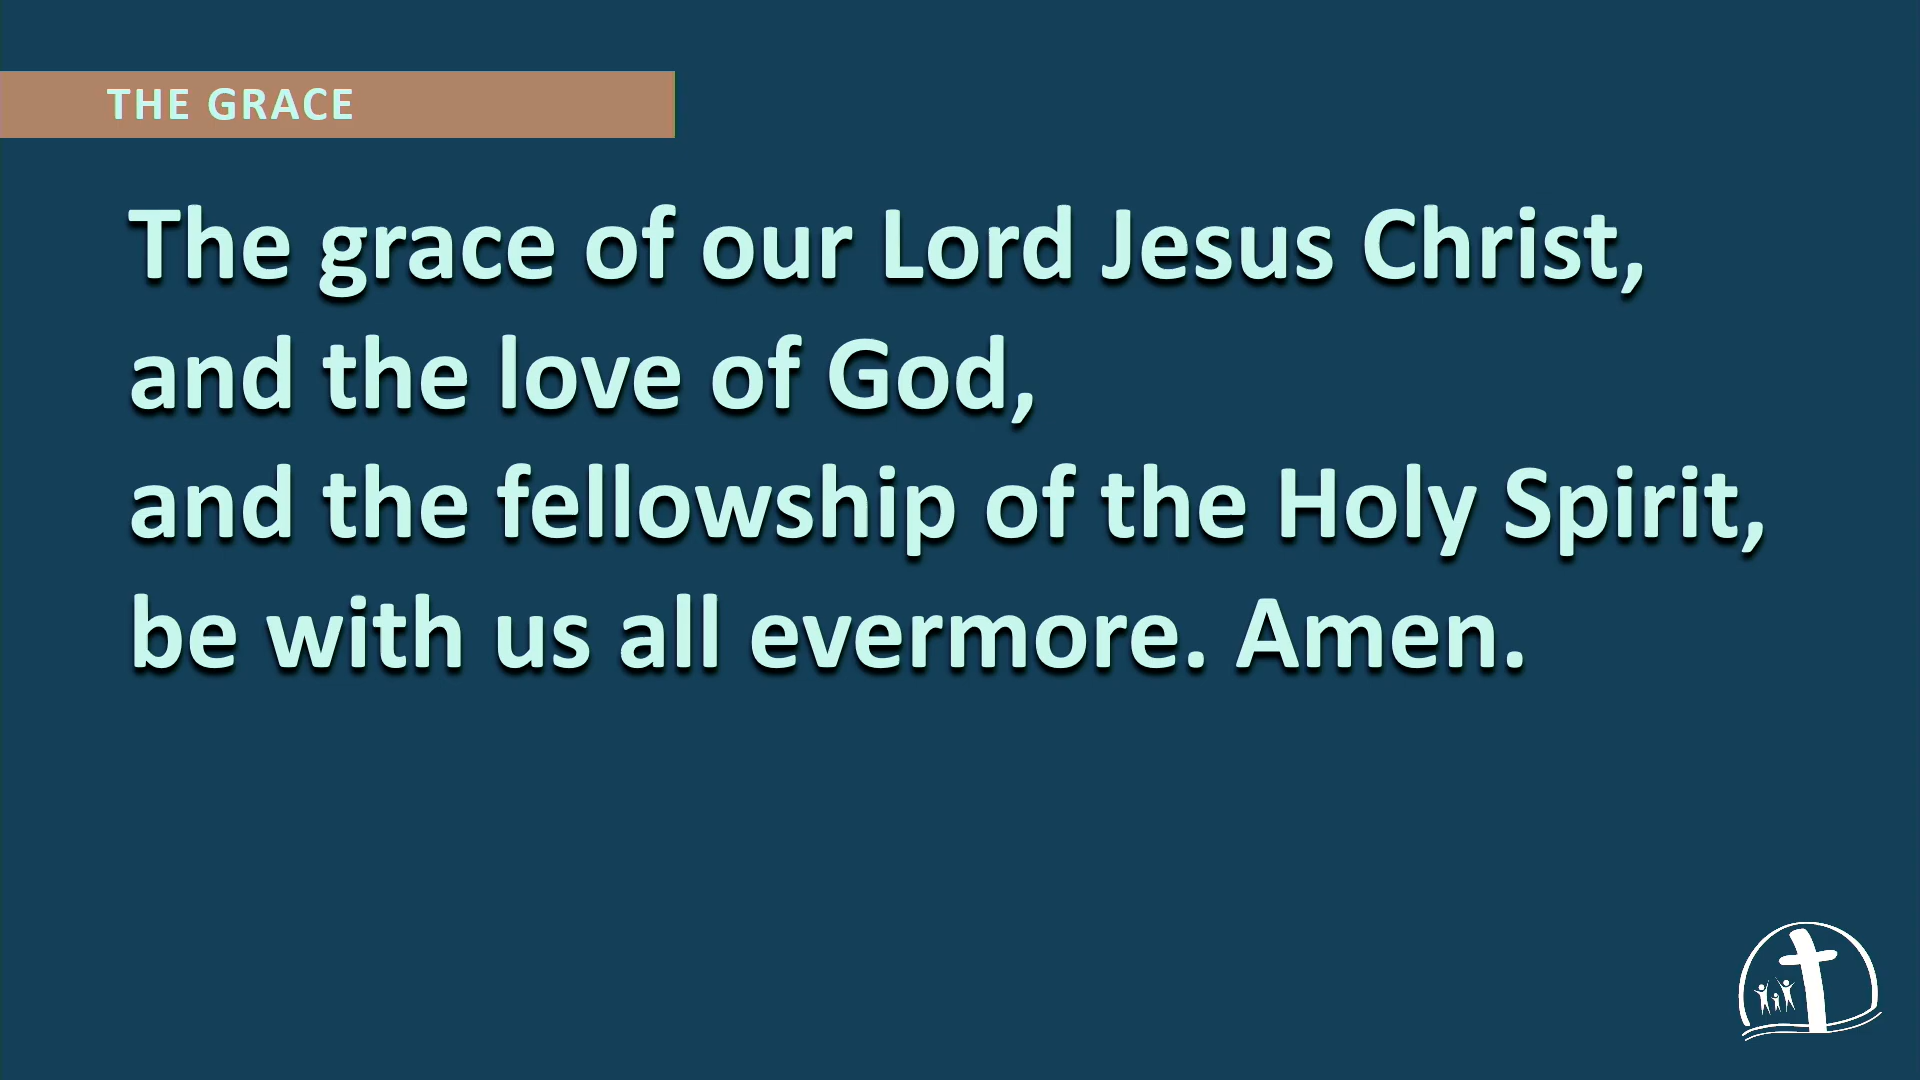 THE GRACE
The grace of our Lord Jesus Christ,
and the love of God,
and the fellowship of the Holy Spirit,
be with us all evermore. Amen.